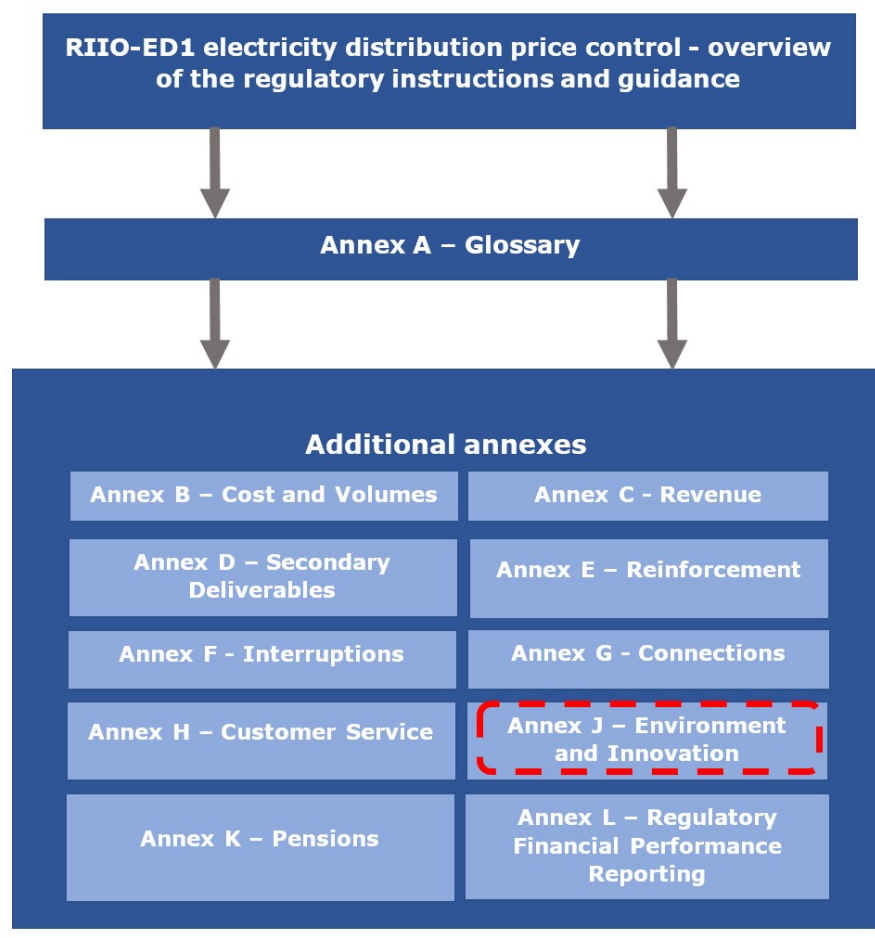 RIIO-ED1 electricity distribution price control - overview
of the regulatory instructions and guidance
Annex A – Glossary
Additional annexes
Annex B – Cost and Volumes
Annex C - Revenue
Annex D – Secondary
Deliverables
Annex E – Reinforcement
Annex F - Interruptions
Annex G - Connections
Annex H – Customer Service
Annex J – Environment
and Innovation
Annex K – Pensions
Annex L – Regulatory
Financial Performance
Reporting